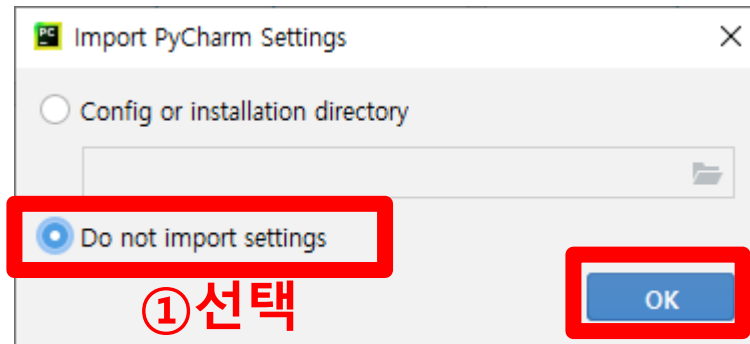 PC
Import PyCharm Settings
Config or installation directory
Do not import settings
①선택
OK